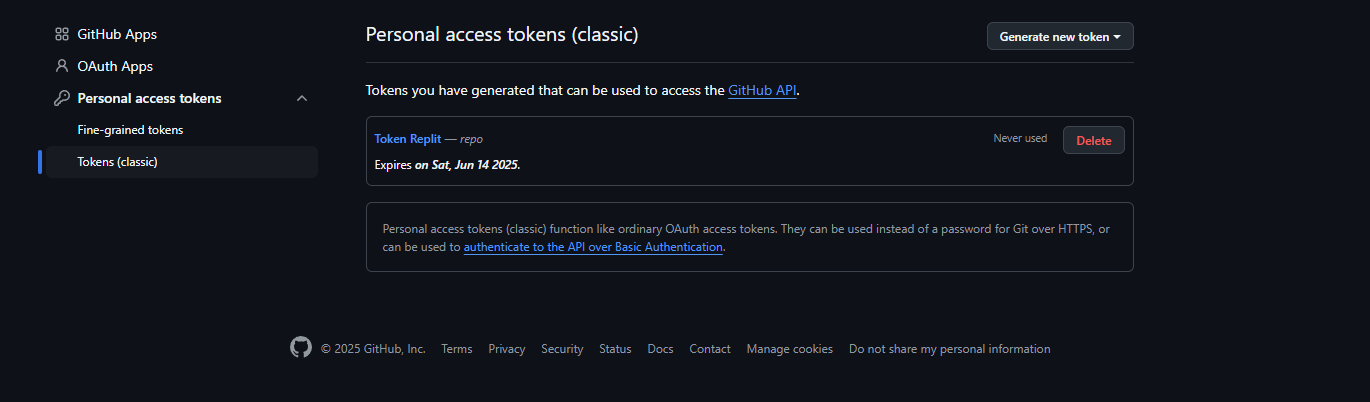 GitHub Apps
OAuth Apps
Personal access tokens
Fine-grained tokens
Tokens (classic)
Personal access tokens (classic)
Generate new token
Tokens you have generated that can be used to access the GitHub API.
Token Replit — repo
Never used
Delete
Expires on Sat, Jun 14 2025.
Personal access tokens (classic) function like ordinary OAuth access tokens. They can be used instead of a password for Git over HTTPS, or
can be used to authenticate to the API over Basic Authentication.
© 2025 GitHub, Inc. Terms Privacy Security Status Docs Contact Manage cookies Do not share my personal information